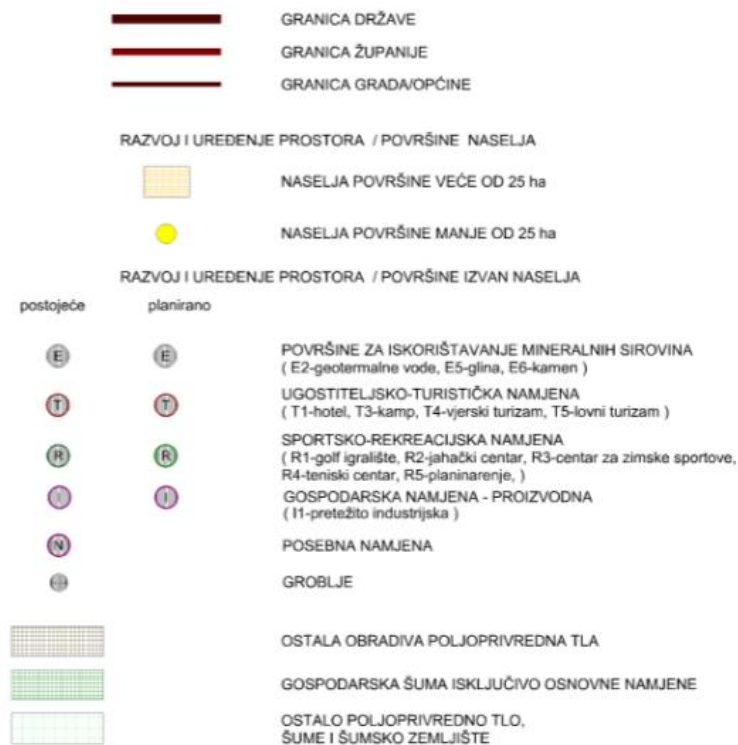 GRANICA DRŽAVE
GRANICA ŽUPANIJE
GRANICA GRADA/OPĆINE
RAZVOJ I UREĐENJE PROSTORA / POVRŠINE NASELJA
NASELJA POVRŠINE VEĆE OD 25 ha
NASELJA POVRŠINE MANJE OD 25 ha
RAZVOJ I UREĐENJE PROSTORA / POVRŠINE IZVAN NASELJA
postojeće planirano
E E POVRŠINE ZA ISKORIŠTAVANJE MINERALNIH SIROVINA
( E2-geotermalne vode, E5-glina, E6-kamen )
T T UGOSTITELJSKO-TURISTIČKA NAMJENA
( T1-hotel, T3-kamp, T4-vjerski turizam, T5-lovni turizam )
R R SPORTSKO-REKREACIJSKA NAMJENA
( R1-golf igralište, R2-jahački centar, R3-centar za zimske sportove,
R4-teniski centar, R5-planinarenje, )
I I GOSPODARSKA NAMJENA - PROIZVODNA
( I1-pretežito industrijska )
N POSEBNA NAMJENA
GROBLJE
OSTALA OBRADIVA POLJOPRIVREDNA TLA
GOSPODARSKA ŠUMA ISKLJUČIVO OSNOVNE NAMJENE
OSTALO POLJOPRIVREDNO TLO,
ŠUME I ŠUMSKO ZEMLJIŠTE